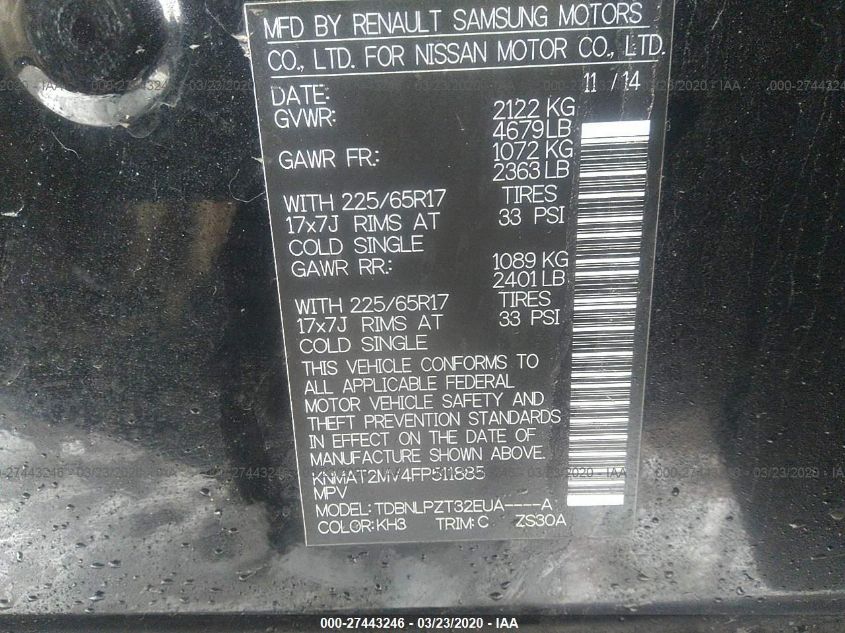 MFD BY RENAULT SAMSUNG MOTORS
CO., LTD. FOR NISSAN MOTOR CO., LTD.
DATE: 11 / 14
GVWR: 2122 KG
4679 LB
GAWR FR.: 1072 KG
2363 LB
WITH 225/65R17 TIRES
17x7J RIMS AT 33 PSI
COLD SINGLE
GAWR RR.: 1089 KG
2401 LB
WITH 225/65R17 TIRES
17x7J RIMS AT 33 PSI
COLD SINGLE
THIS VEHICLE CONFORMS TO
ALL APPLICABLE FEDERAL
MOTOR VEHICLE SAFETY AND
THEFT PREVENTION STANDARDS
IN EFFECT ON THE DATE OF
MANUFACTURE SHOWN ABOVE.
KNMAT2MV4FP511885
MPV
MODEL: TDBNLPZT32EUA----A
COLOR: KH3 TRIM: C ZS30A
000-27443246 - 03/23/2020 - IAA